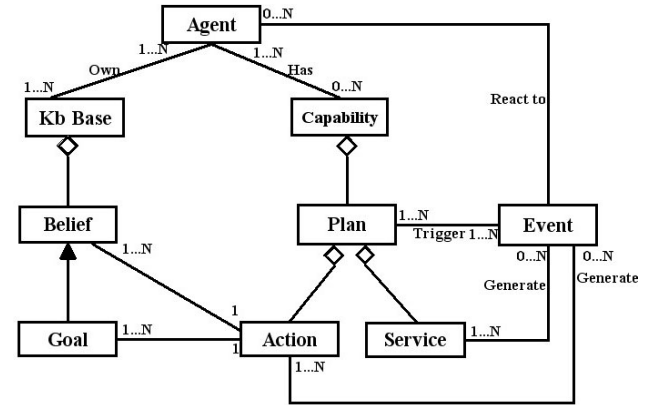 Agent
0...N
1...N
1...N
Own
Has
1...N
0...N
React to
Kb Base
Capability
Belief
Plan
1...N
Trigger
1...N
Event
1...N
0...N
0...N
Generate
Generate
1
Goal
1...N
1
Action
Service
1...N
1...N